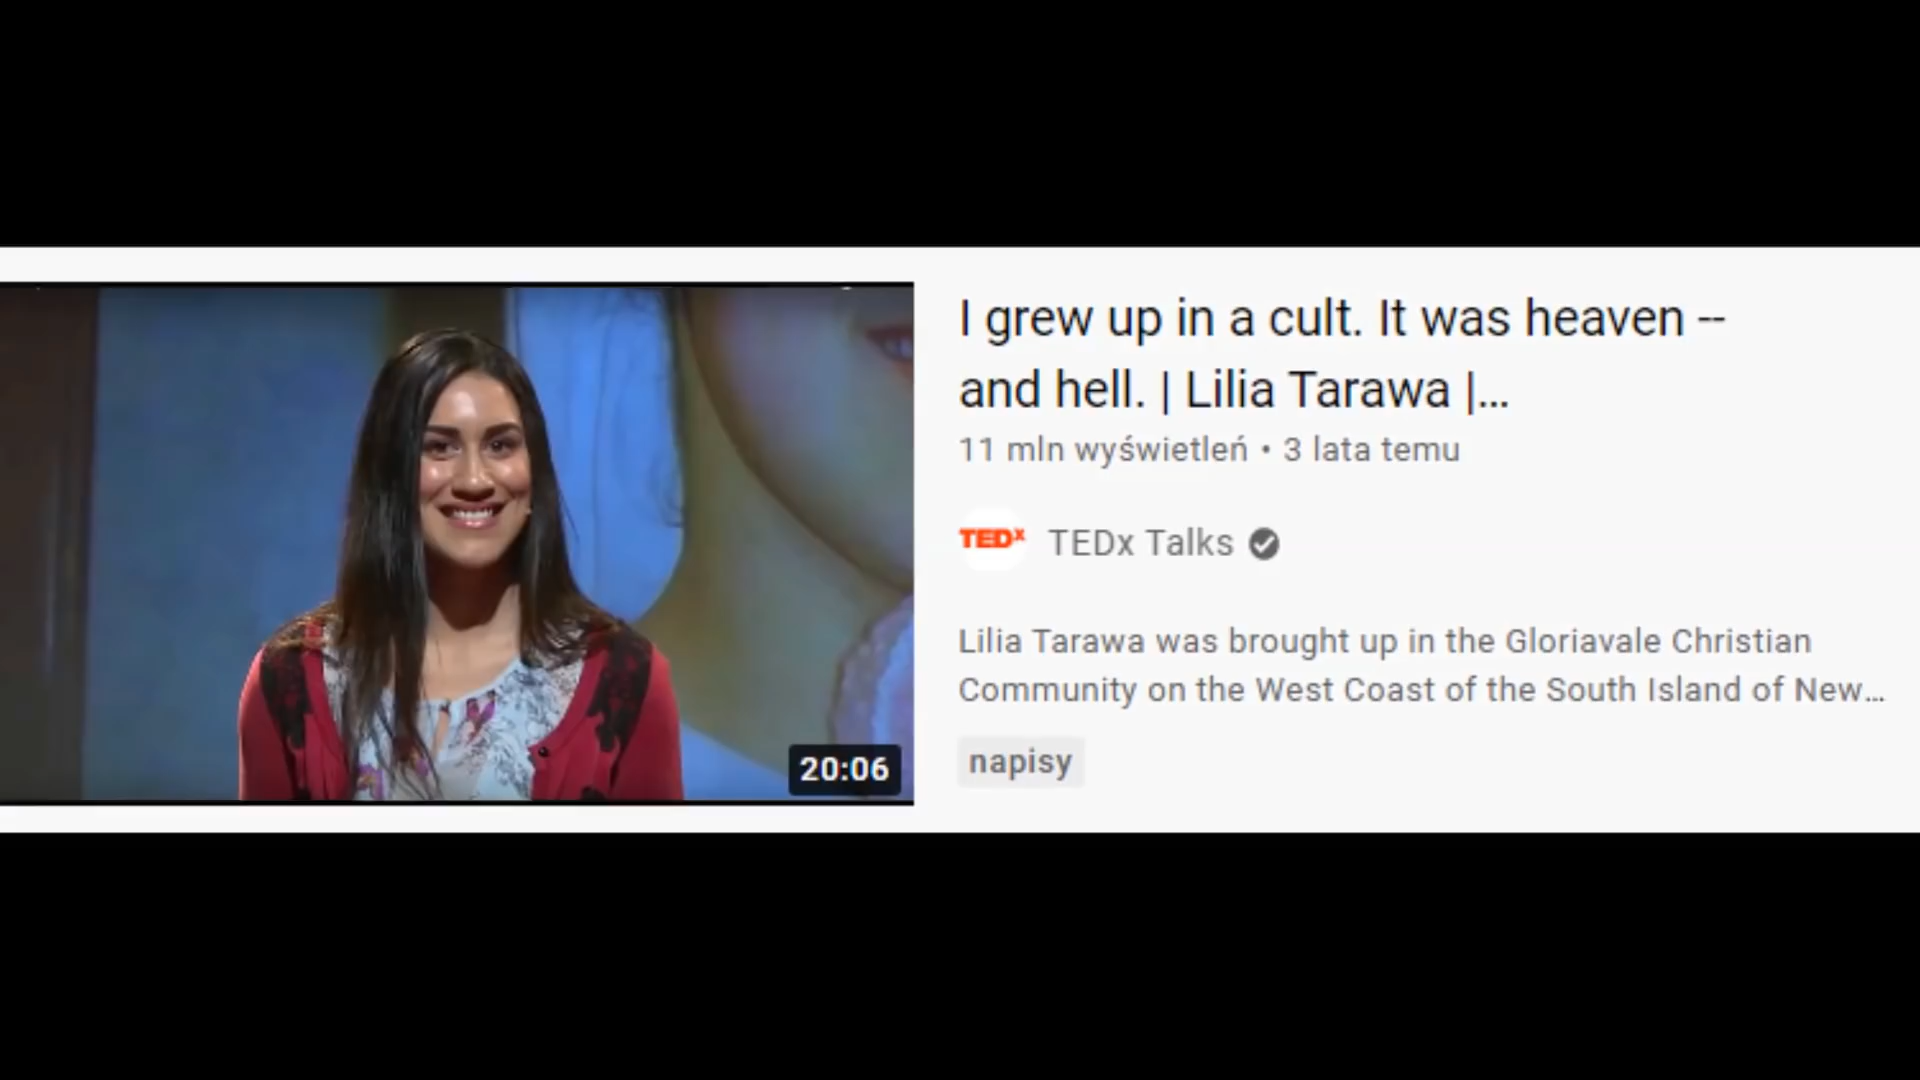 I grew up in a cult. It was heaven --
and hell. | Lilia Tarawa |...
11 mln wyświetleń • 3 lata temu
TEDx TEDx Talks
Lilia Tarawa was brought up in the Gloriavale Christian
Community on the West Coast of the South Island of New...
napisy
20:06